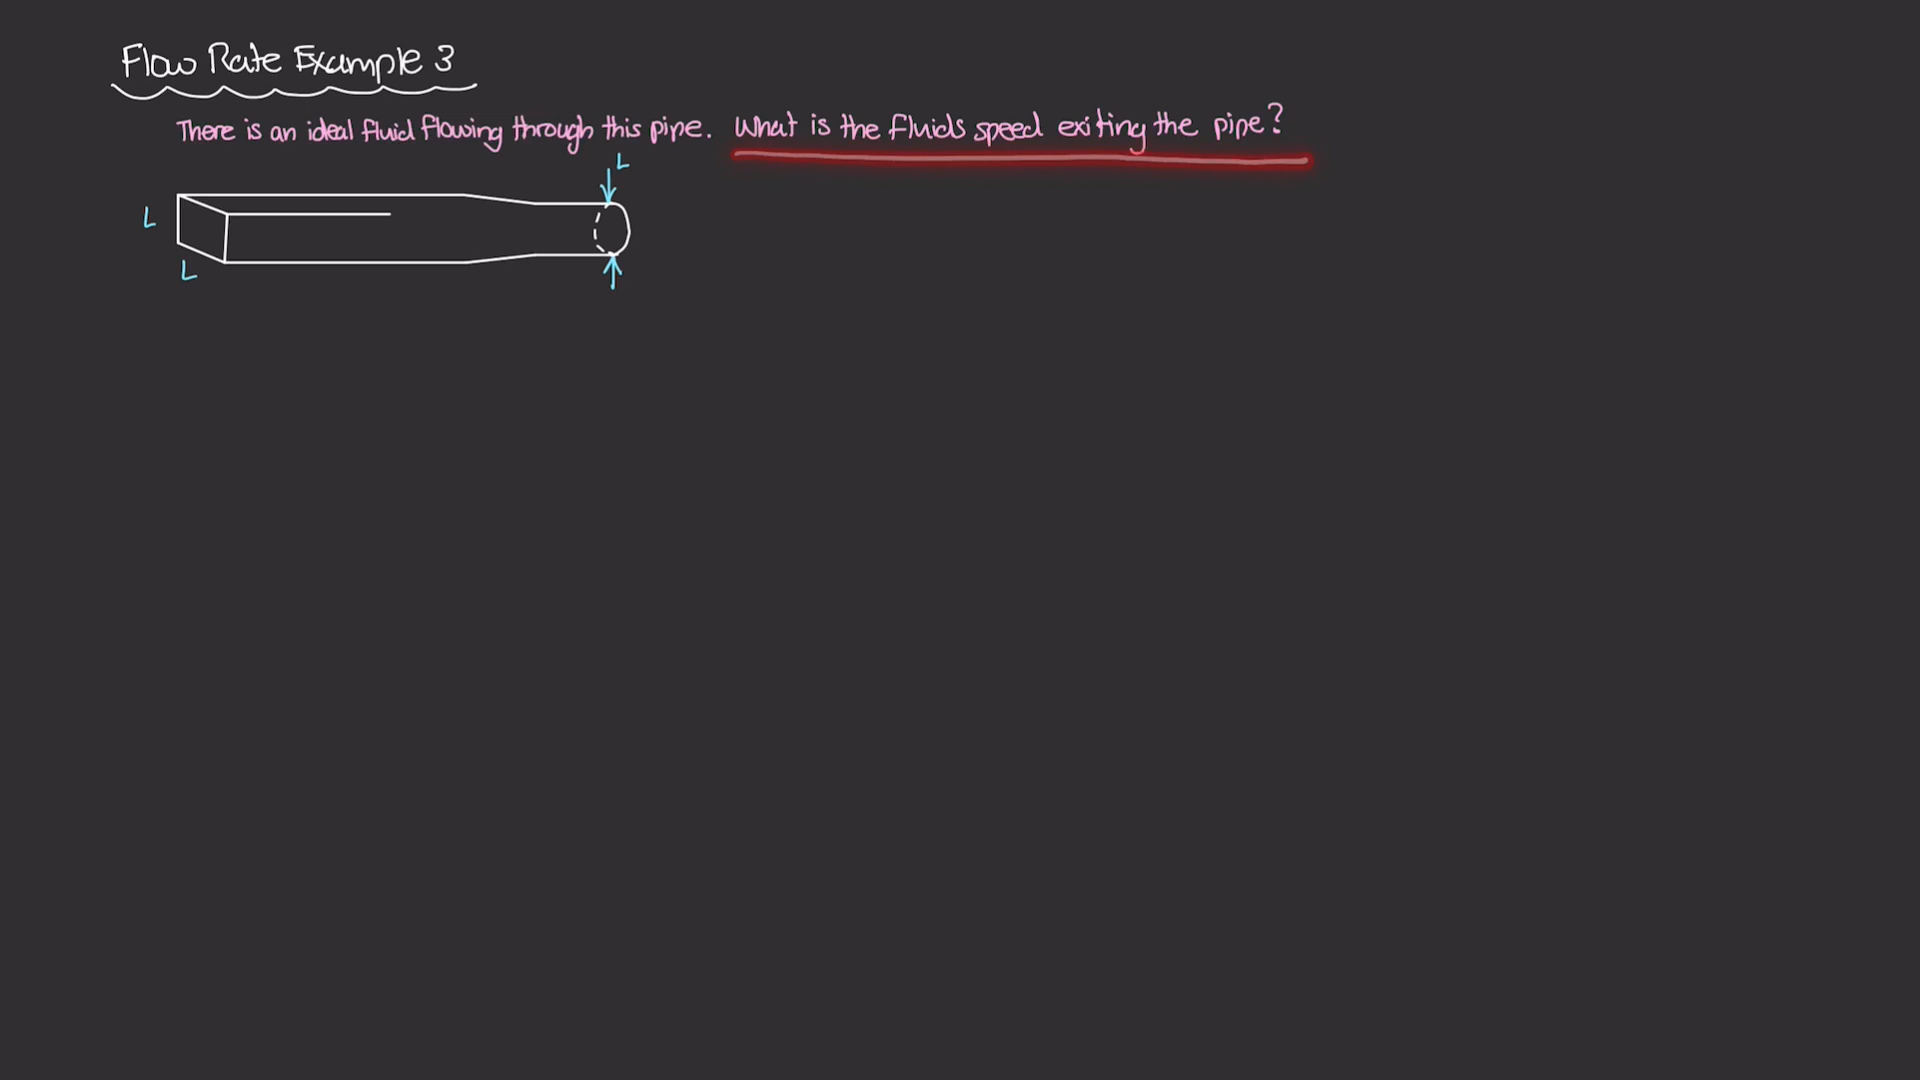 Flow Rate Example 3
There is an ideal fluid flowing through this pipe. What is the fluids speed exiting the pipe?
L
L
L